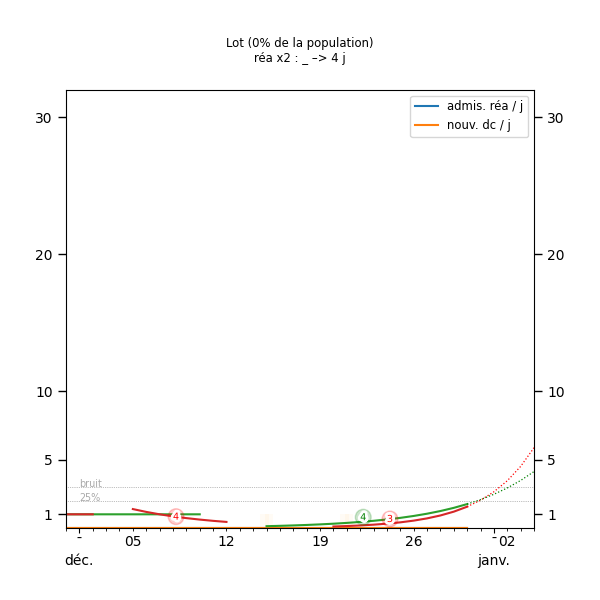 Lot (0% de la population)
réa x2 : _ –> 4 j
admis. réa / j
nouv. dc / j
30 30
20 20
10 10
5 5
bruit
25%
1 1
4 4 3
- 05 12 19 26 - 02
déc. janv.